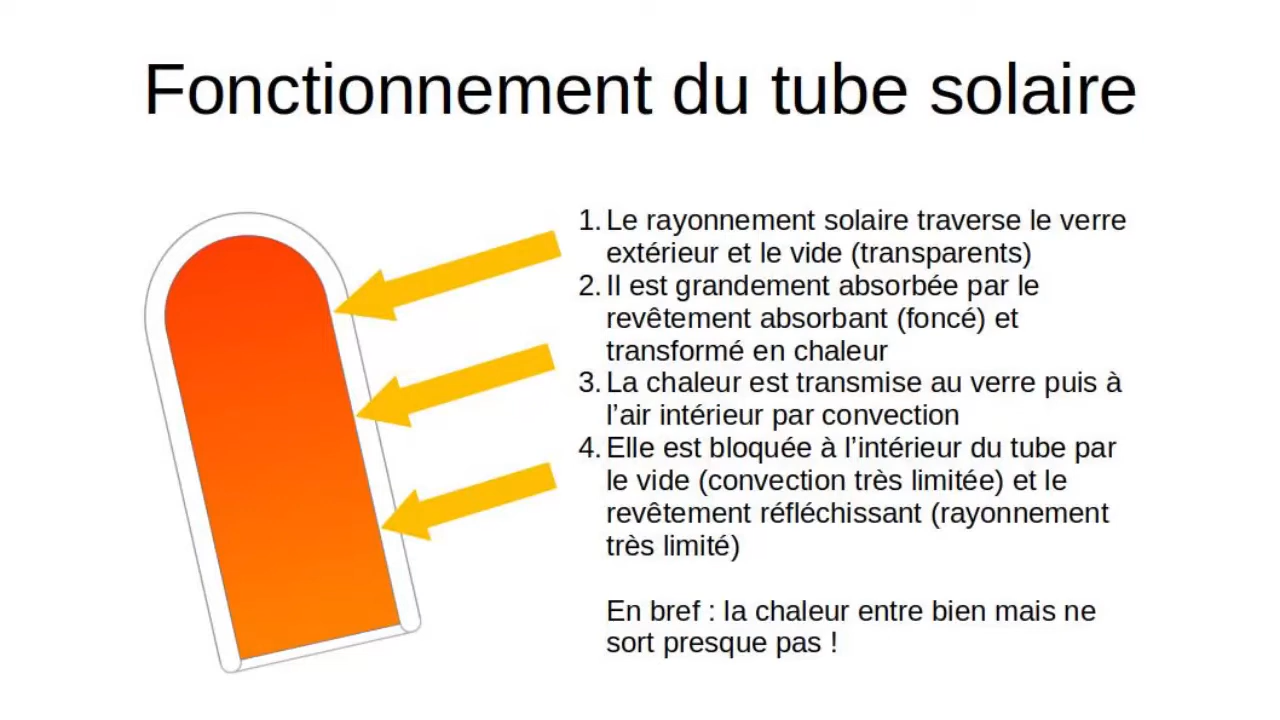 Fonctionnement du tube solaire
1. Le rayonnement solaire traverse le verre
extérieur et le vide (transparents)
2. Il est grandement absorbée par le
revêtement absorbant (foncé) et
transformé en chaleur
3. La chaleur est transmise au verre puis à
l’air intérieur par convection
4. Elle est bloquée à l’intérieur du tube par
le vide (convection très limitée) et le
revêtement réfléchissant (rayonnement
très limité)
En bref : la chaleur entre bien mais ne
sort presque pas !